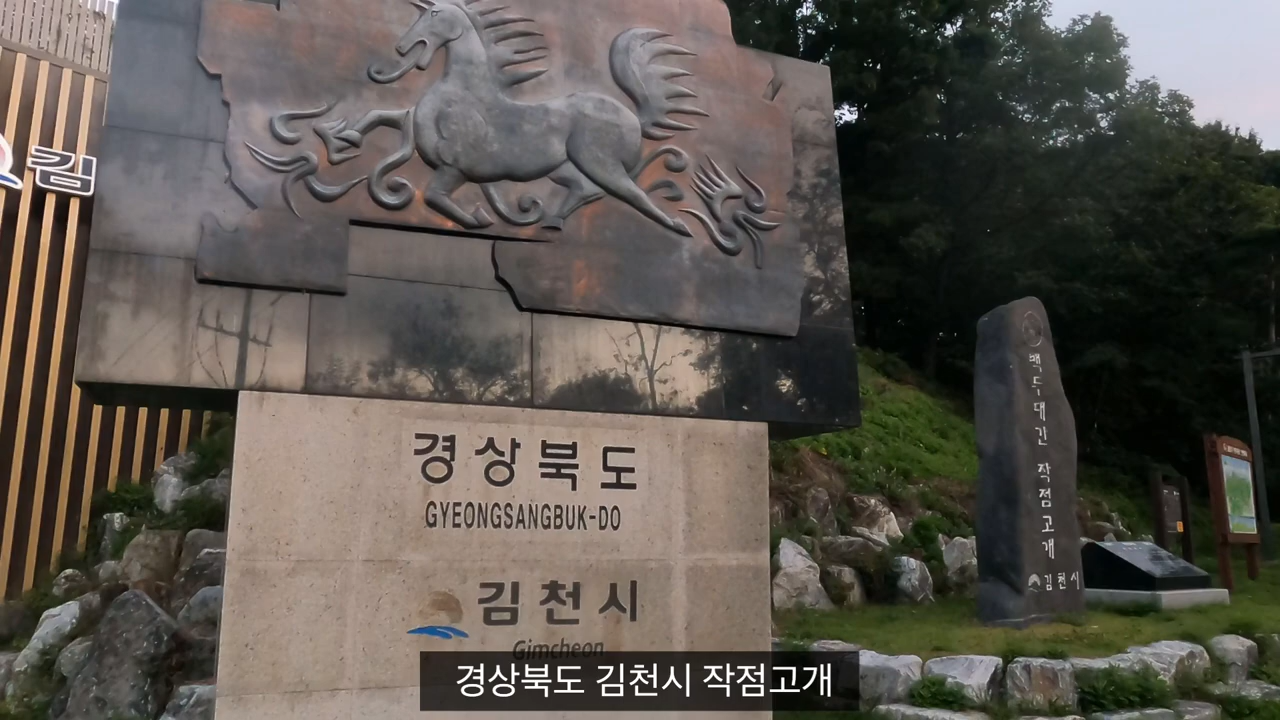 김
경상북도
GYEONGSANGBUK-DO
김천시
Gimcheon
백두대간 작점고개
김천시
경상북도 김천시 작점고개